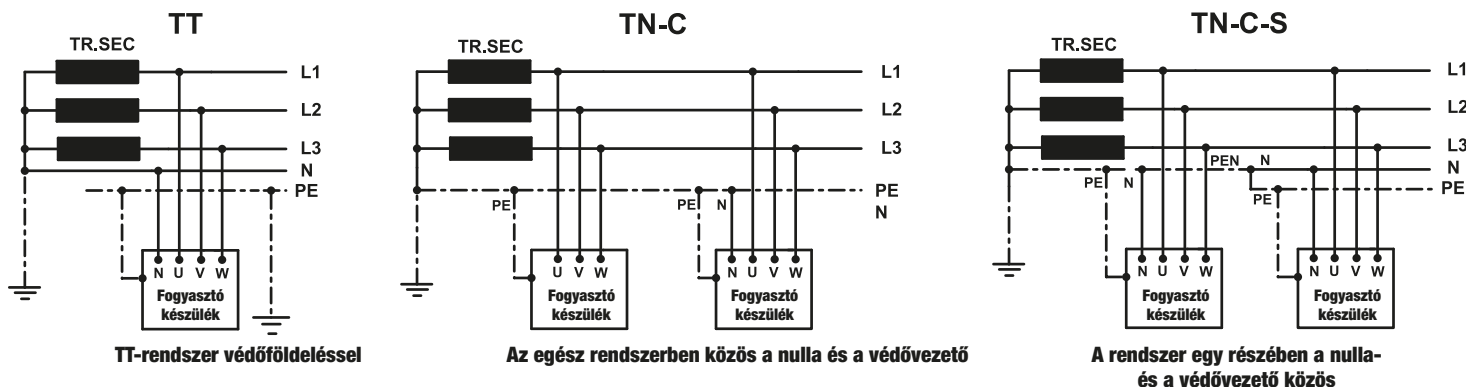 TT
TR.SEC
L1
L2
L3
N
PE
N U V W
Fogyasztó
készülék
TT-rendszer védőföldeléssel
TN-C
TR.SEC
L1
L2
L3
PE
N
PE
PE N
U V W
Fogyasztó
készülék
N U V W
Fogyasztó
készülék
Az egész rendszerben közös a nulla és a védővezető
TN-C-S
TR.SEC
L1
L2
L3
N
PE
PEN N
PE N
PE
N U V W
Fogyasztó
készülék
N U V W
Fogyasztó
készülék
A rendszer egy részében a nulla-
és a védővezető közös